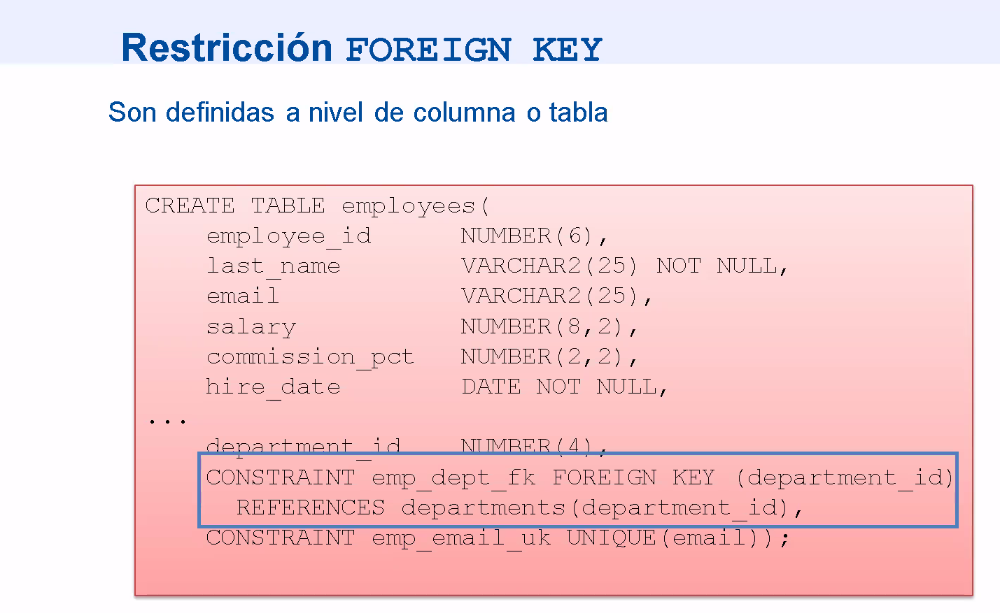 Restricción FOREIGN KEY
Son definidas a nivel de columna o tabla
CREATE TABLE employees(
employee_id NUMBER(6),
last_name VARCHAR2(25) NOT NULL,
email VARCHAR2(25),
salary NUMBER(8,2),
commission_pct NUMBER(2,2),
hire_date DATE NOT NULL,
...
department_id NUMBER(4),
CONSTRAINT emp_dept_fk FOREIGN KEY (department_id)
REFERENCES departments(department_id),
CONSTRAINT emp_email_uk UNIQUE(email));